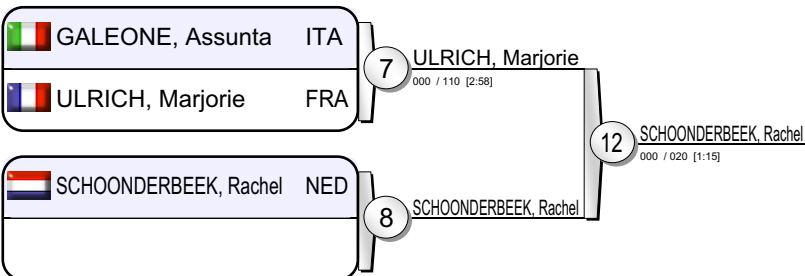 GALEONE, Assunta ITA
ULRICH, Marjorie FRA
7
ULRICH, Marjorie
000 / 110 [2:58]
SCHOONDERBEEK, Rachel NED
8
SCHOONDERBEEK, Rachel
12
SCHOONDERBEEK, Rachel
000 / 020 [1:15]